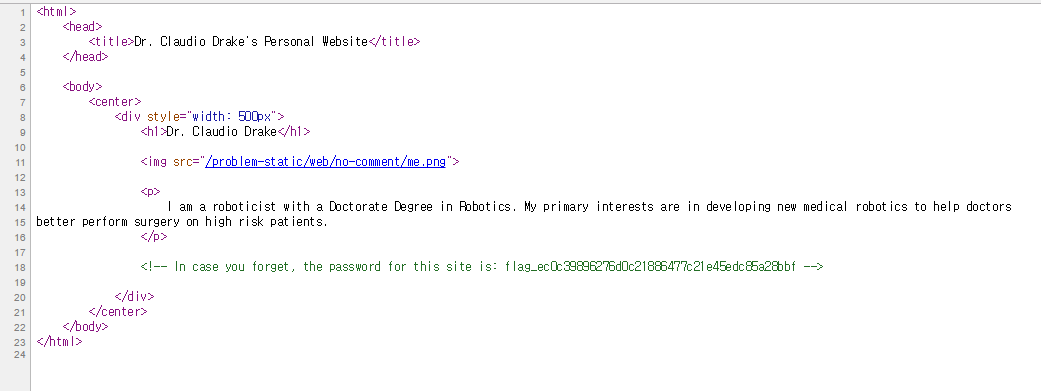 1 <html>
2 <head>
3 <title>Dr. Claudio Drake's Personal Website</title>
4 </head>
5
6 <body>
7 <center>
8 <div style="width: 500px">
9 <h1>Dr. Claudio Drake</h1>
10
11 <img src="/problem-static/web/no-comment/me.png">
12
13 <p>
14 I am a roboticist with a Doctorate Degree in Robotics. My primary interests are in developing new medical robotics to help doctors
15 better perform surgery on high risk patients.
16 </p>
17
18 <!-- In case you forget, the password for this site is: flag_ec0c39896276d0c21886477c21e45edc85a28bbf -->
19
20 </div>
21 </center>
22 </body>
23 </html>
24